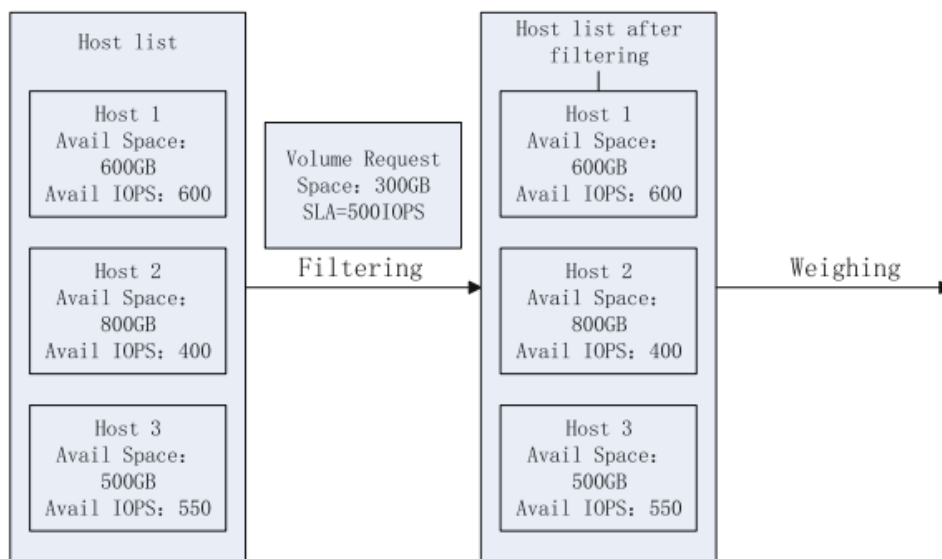 Host list
Host 1
Avail Space:
600GB
Avail IOPS: 600
Host 2
Avail Space:
800GB
Avail IOPS: 400
Host 3
Avail Space:
500GB
Avail IOPS: 550
Volume Request
Space: 300GB
SLA=500IOPS
Filtering
Host list after
filtering
Host 1
Avail Space:
600GB
Avail IOPS: 600
Host 2
Avail Space:
800GB
Avail IOPS: 400
Host 3
Avail Space:
500GB
Avail IOPS: 550
Weighing